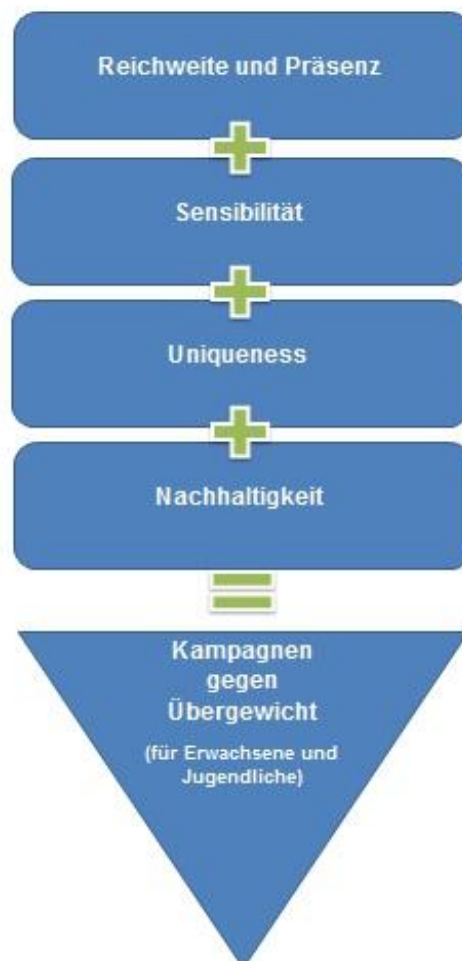 Reichweite und Präsenz
Sensibilität
Uniqueness
Nachhaltigkeit
Kampagnen
gegen
Übergewicht
(für Erwachsene und
Jugendliche)